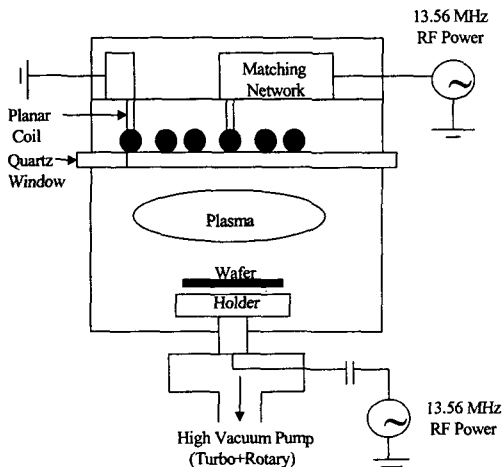 13.56 MHz
RF Power
Matching
Network
Planar
Coil
Quartz
Window
Plasma
Wafer
Holder
13.56 MHz
RF Power
High Vacuum Pump
(Turbo+Rotary)